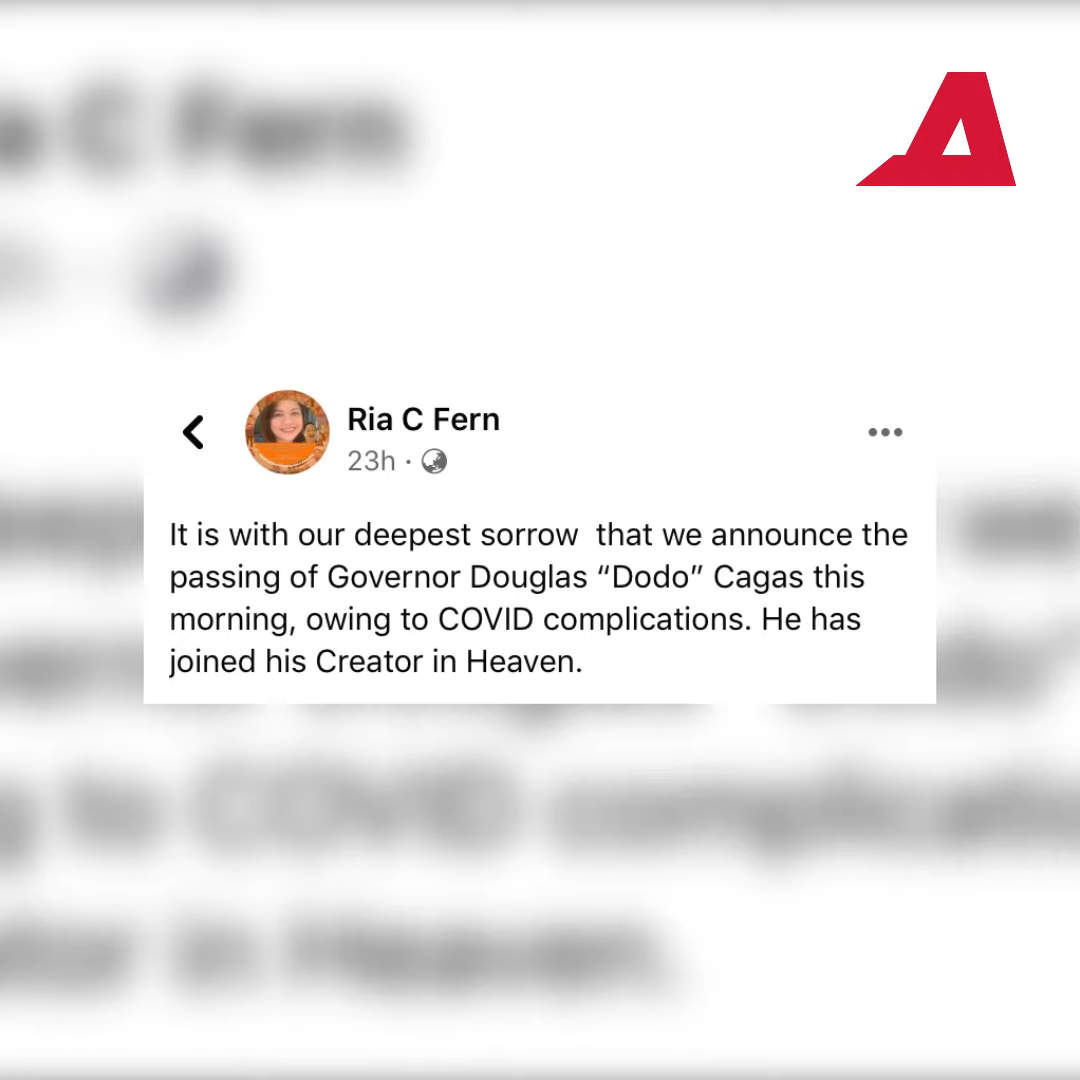 Ria C Fern
23h ·
It is with our deepest sorrow  that we announce the
passing of Governor Douglas “Dodo” Cagas this
morning, owing to COVID complications. He has
joined his Creator in Heaven.